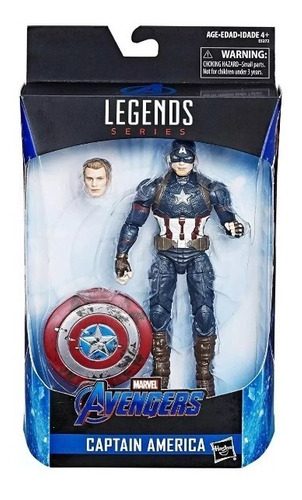 AGE-EDAD-IDADE 4+
WARNING:
CHOKING HAZARD–Small parts.
Not for children under 3 years.
LEGENDS
SERIES
A
MARVEL
AVENGERS
CAPTAIN AMERICA
Hasbro